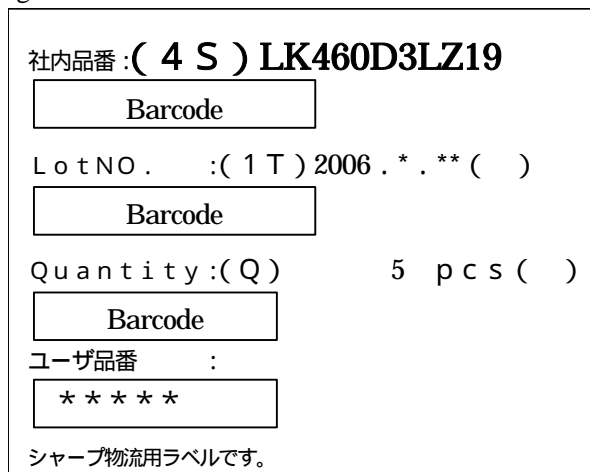 社内品番:(４Ｓ)LK460D3LZ19
Barcode
ＬｏｔＮＯ．　:(１Ｔ)2006．*．**(　)
Barcode
Ｑｕａｎｔｉｔｙ:(Ｑ)　5　ｐｃｓ(　)
Barcode
ユーザ品番　:
＊＊＊＊＊
シャープ物流用ラベルです。